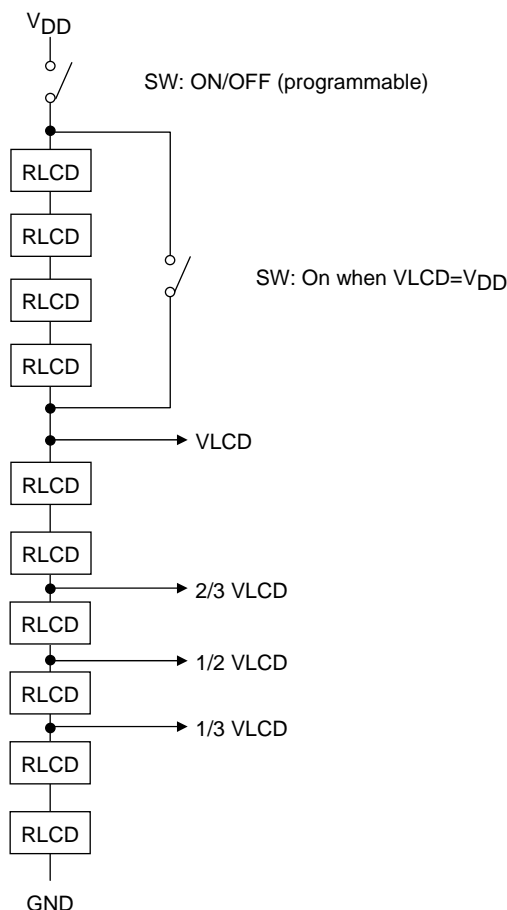 VDD
SW: ON/OFF (programmable)
RLCD
RLCD
RLCD
SW: On when VLCD=VDD
RLCD
VLCD
RLCD
RLCD
2/3 VLCD
RLCD
1/2 VLCD
RLCD
1/3 VLCD
RLCD
RLCD
GND